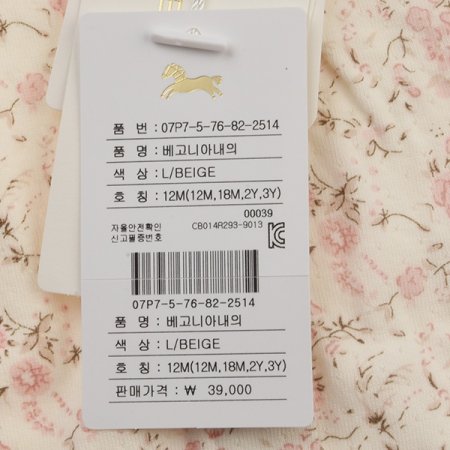 품 번 : 07P7-5-76-82-2514
품 명 : 베고니아내의
색 상 : L/BEIGE
호 칭 : 12M(12M,18M,2Y,3Y)
00039
자율안전확인
신고필증번호 CB014R293-9013
07P7-5-76-82-2514
품 명 : 베고니아내의
색 상 : L/BEIGE
호 칭 : 12M(12M,18M,2Y,3Y)
판매가격 : ₩ 39,000